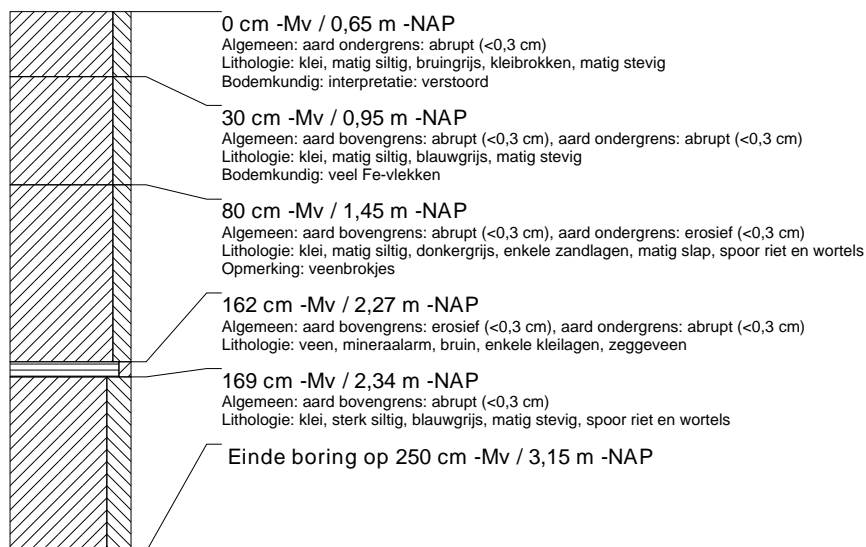 0 cm -Mv / 0,65 m -NAP
Algemeen: aard ondergrens: abrupt (<0,3 cm)
Lithologie: klei, matig siltig, bruingrijs, kleibrokken, matig stevig
Bodemkundig: interpretatie: verstoord
30 cm -Mv / 0,95 m -NAP
Algemeen: aard bovengrens: abrupt (<0,3 cm), aard ondergrens: abrupt (<0,3 cm)
Lithologie: klei, matig siltig, blauwgrijs, matig stevig
Bodemkundig: veel Fe-vlekken
80 cm -Mv / 1,45 m -NAP
Algemeen: aard bovengrens: abrupt (<0,3 cm), aard ondergrens: erosief (<0,3 cm)
Lithologie: klei, matig siltig, donkergrijs, enkele zandlagen, matig slap, spoor riet en wortels
Opmerking: veenbrokjes
162 cm -Mv / 2,27 m -NAP
Algemeen: aard bovengrens: erosief (<0,3 cm), aard ondergrens: abrupt (<0,3 cm)
Lithologie: veen, mineraalarm, bruin, enkele kleilagen, zeggeveen
169 cm -Mv / 2,34 m -NAP
Algemeen: aard bovengrens: abrupt (<0,3 cm)
Lithologie: klei, sterk siltig, blauwgrijs, matig stevig, spoor riet en wortels
Einde boring op 250 cm -Mv / 3,15 m -NAP